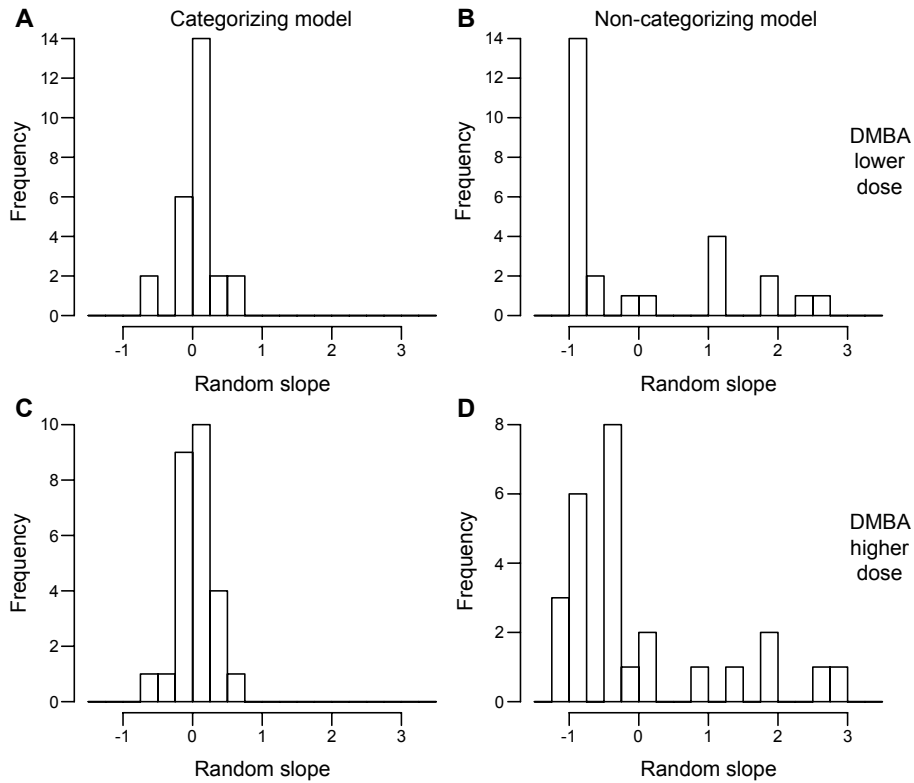 A
Categorizing model
B
Non-categorizing model
14
12
10
8
6
4
2
0
Frequency
-1
0
1
2
3
Random slope
14
12
10
8
6
4
2
0
Frequency
-1
0
1
2
3
Random slope
DMBA
lower
dose
C
10
8
6
4
2
0
Frequency
-1
0
1
2
3
Random slope
D
8
6
4
2
0
Frequency
-1
0
1
2
3
Random slope
DMBA
higher
dose